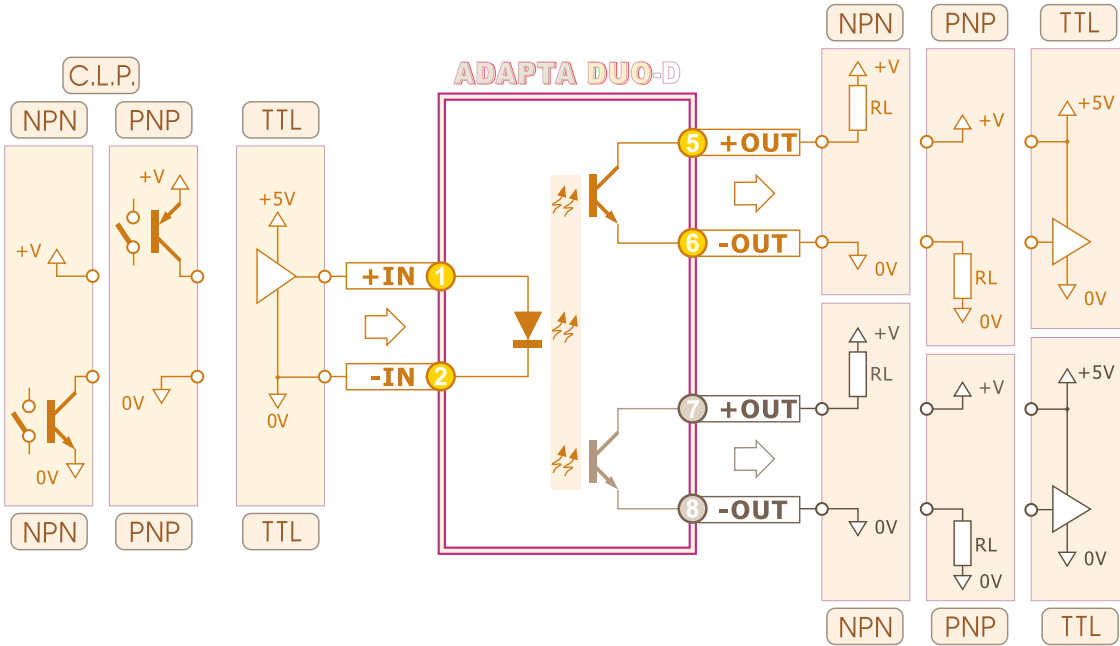 NPN PNP TTL
ADAPTA DUO-D
C.L.P.
NPN PNP TTL
+V
0V
+V
0V
+5V
0V
+IN 1
-IN 2
5 +OUT
6 -OUT
7 +OUT
8 -OUT
+V
RL
0V
+V
RL
0V
+5V
0V
+V
RL
0V
+V
RL
0V
+5V
0V
NPN PNP TTL
NPN PNP TTL